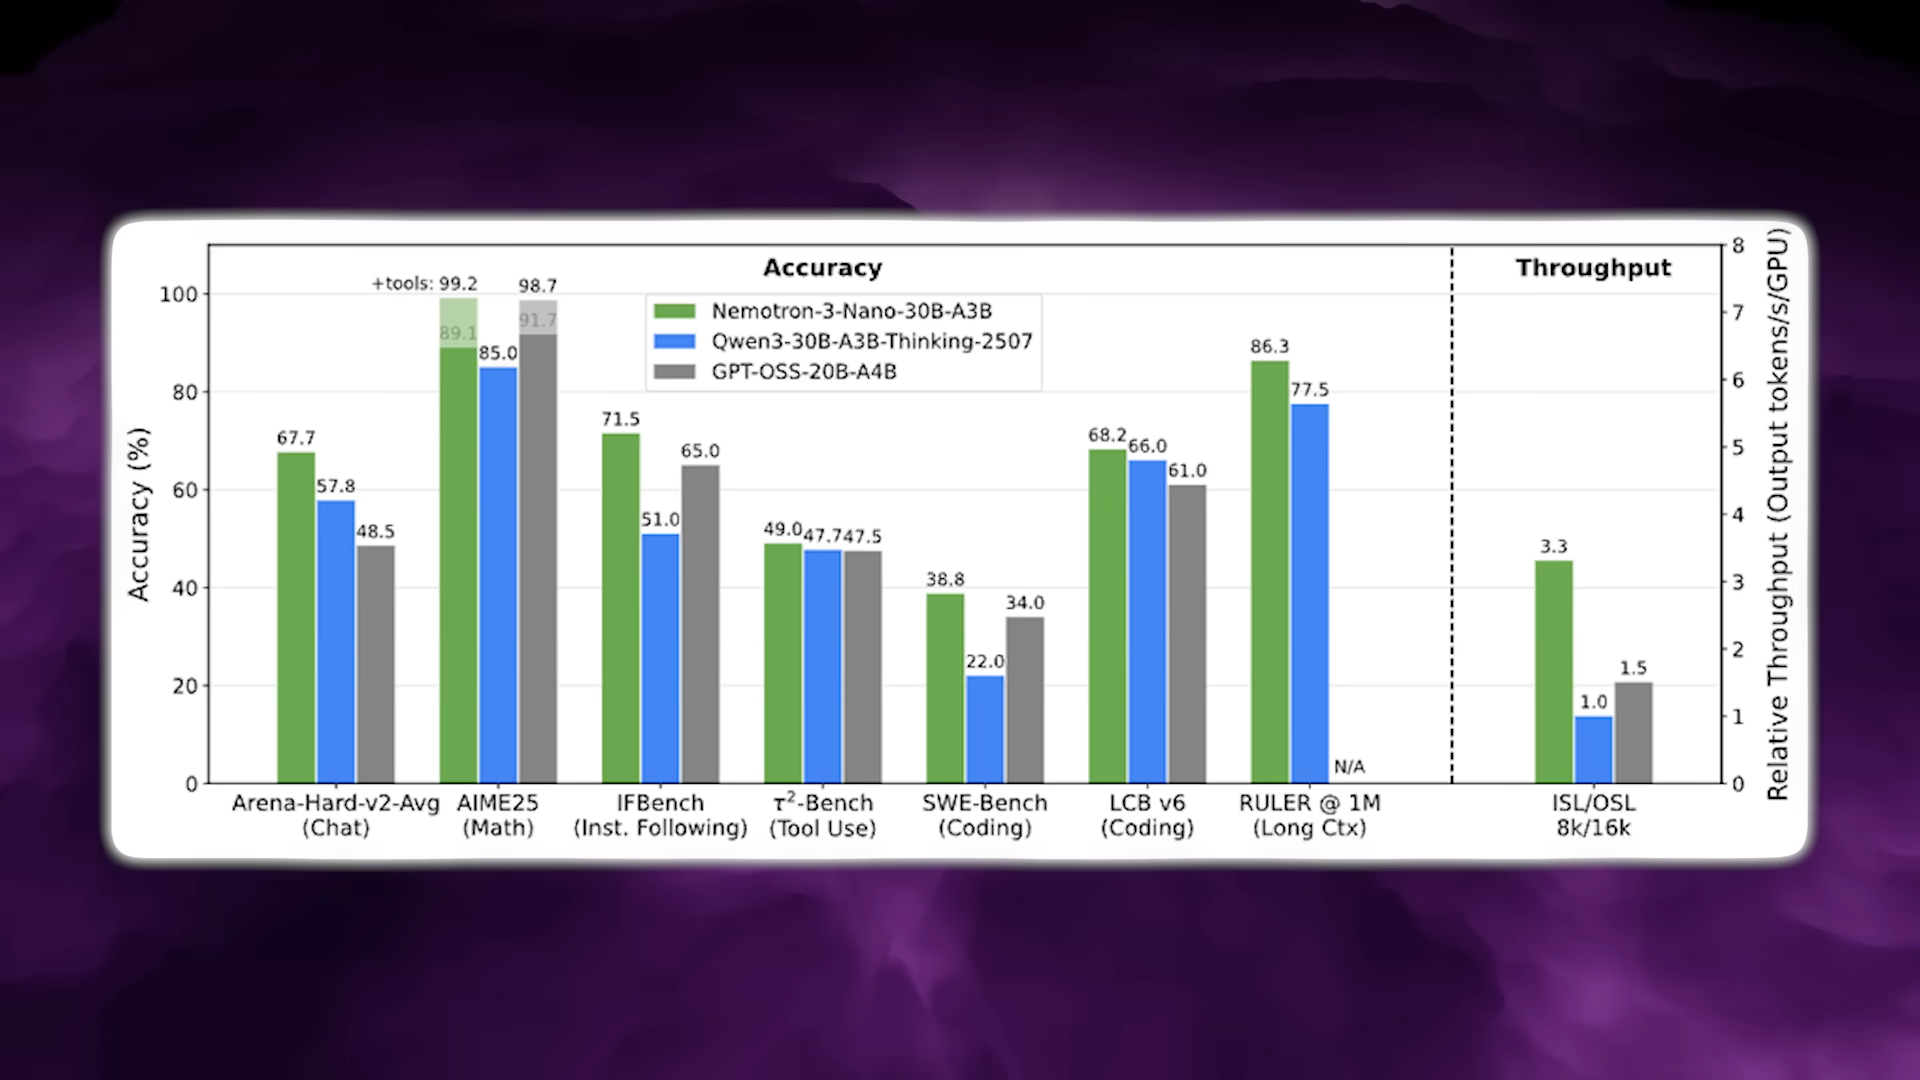 Accuracy
Throughput
Nemotron-3-Nano-30B-A3B
Qwen3-30B-A3B-Thinking-2507
GPT-OSS-20B-A4B
Accuracy (%)
100
80
60
40
20
0
67.7
57.8
48.5
+tools: 99.2
89.1
85.0
98.7
91.7
71.5
51.0
65.0
49.0
47.7
47.5
38.8
22.0
34.0
68.2
66.0
61.0
86.3
77.5
N/A
3.3
1.0
1.5
Arena-Hard-v2-Avg
(Chat)
AIME25
(Math)
IFBench
(Inst. Following)
τ²-Bench
(Tool Use)
SWE-Bench
(Coding)
LCB v6
(Coding)
RULER @ 1M
(Long Ctx)
ISL/OSL
8k/16k
8
7
6
5
4
3
2
1
0
Relative Throughput (Output tokens/s/GPU)